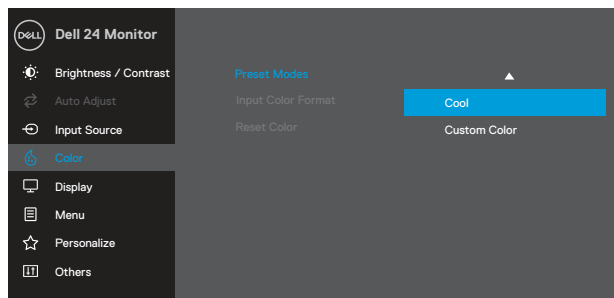 DELL
Dell 24 Monitor
Brightness / Contrast
Auto Adjust
Input Source
Color
Display
Menu
Personalize
Others
Preset Modes
Input Color Format
Reset Color
Cool
Custom Color